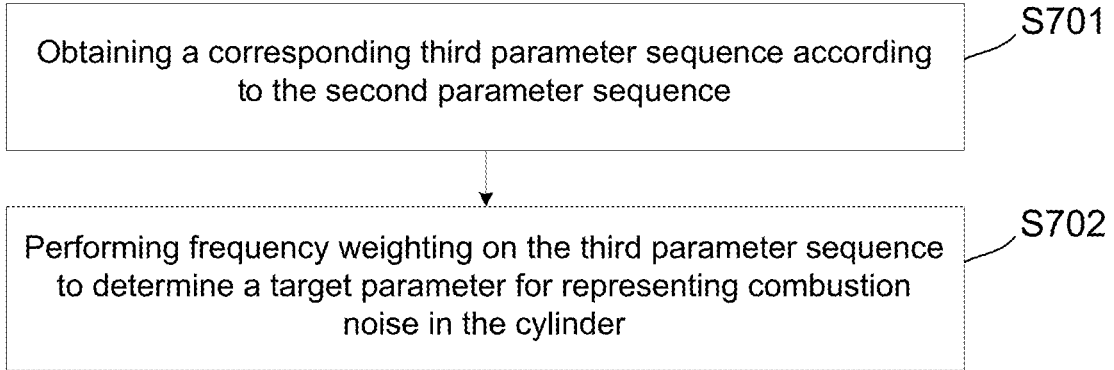 S701
Obtaining a corresponding third parameter sequence according
to the second parameter sequence
S702
Performing frequency weighting on the third parameter sequence
to determine a target parameter for representing combustion
noise in the cylinder